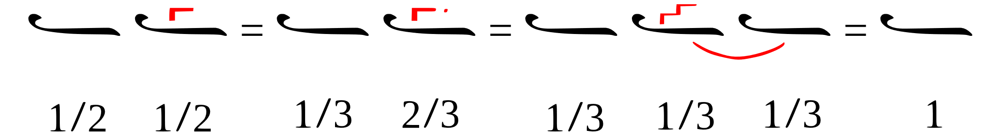 = = =
1/2 1/2 1/3 2/3 1/3 1/3 1/3 1